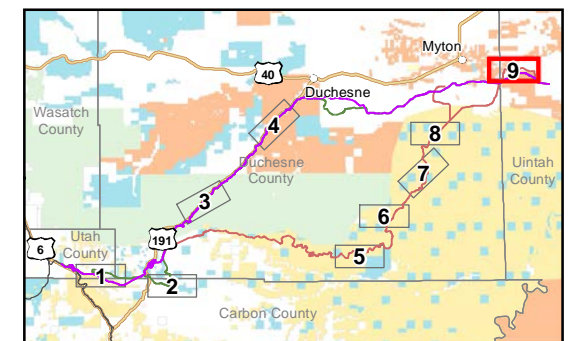 Myton
9
40
Duchesne
Wasatch
County
4
8
Duchesne
County
7
Uintah
County
3
6
Utah
County
6
191
5
1
2
Carbon County